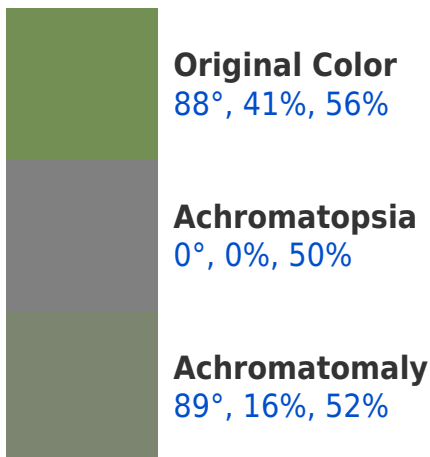 Original Color
88°, 41%, 56%
Achromatopsia
0°, 0%, 50%
Achromatomaly
89°, 16%, 52%